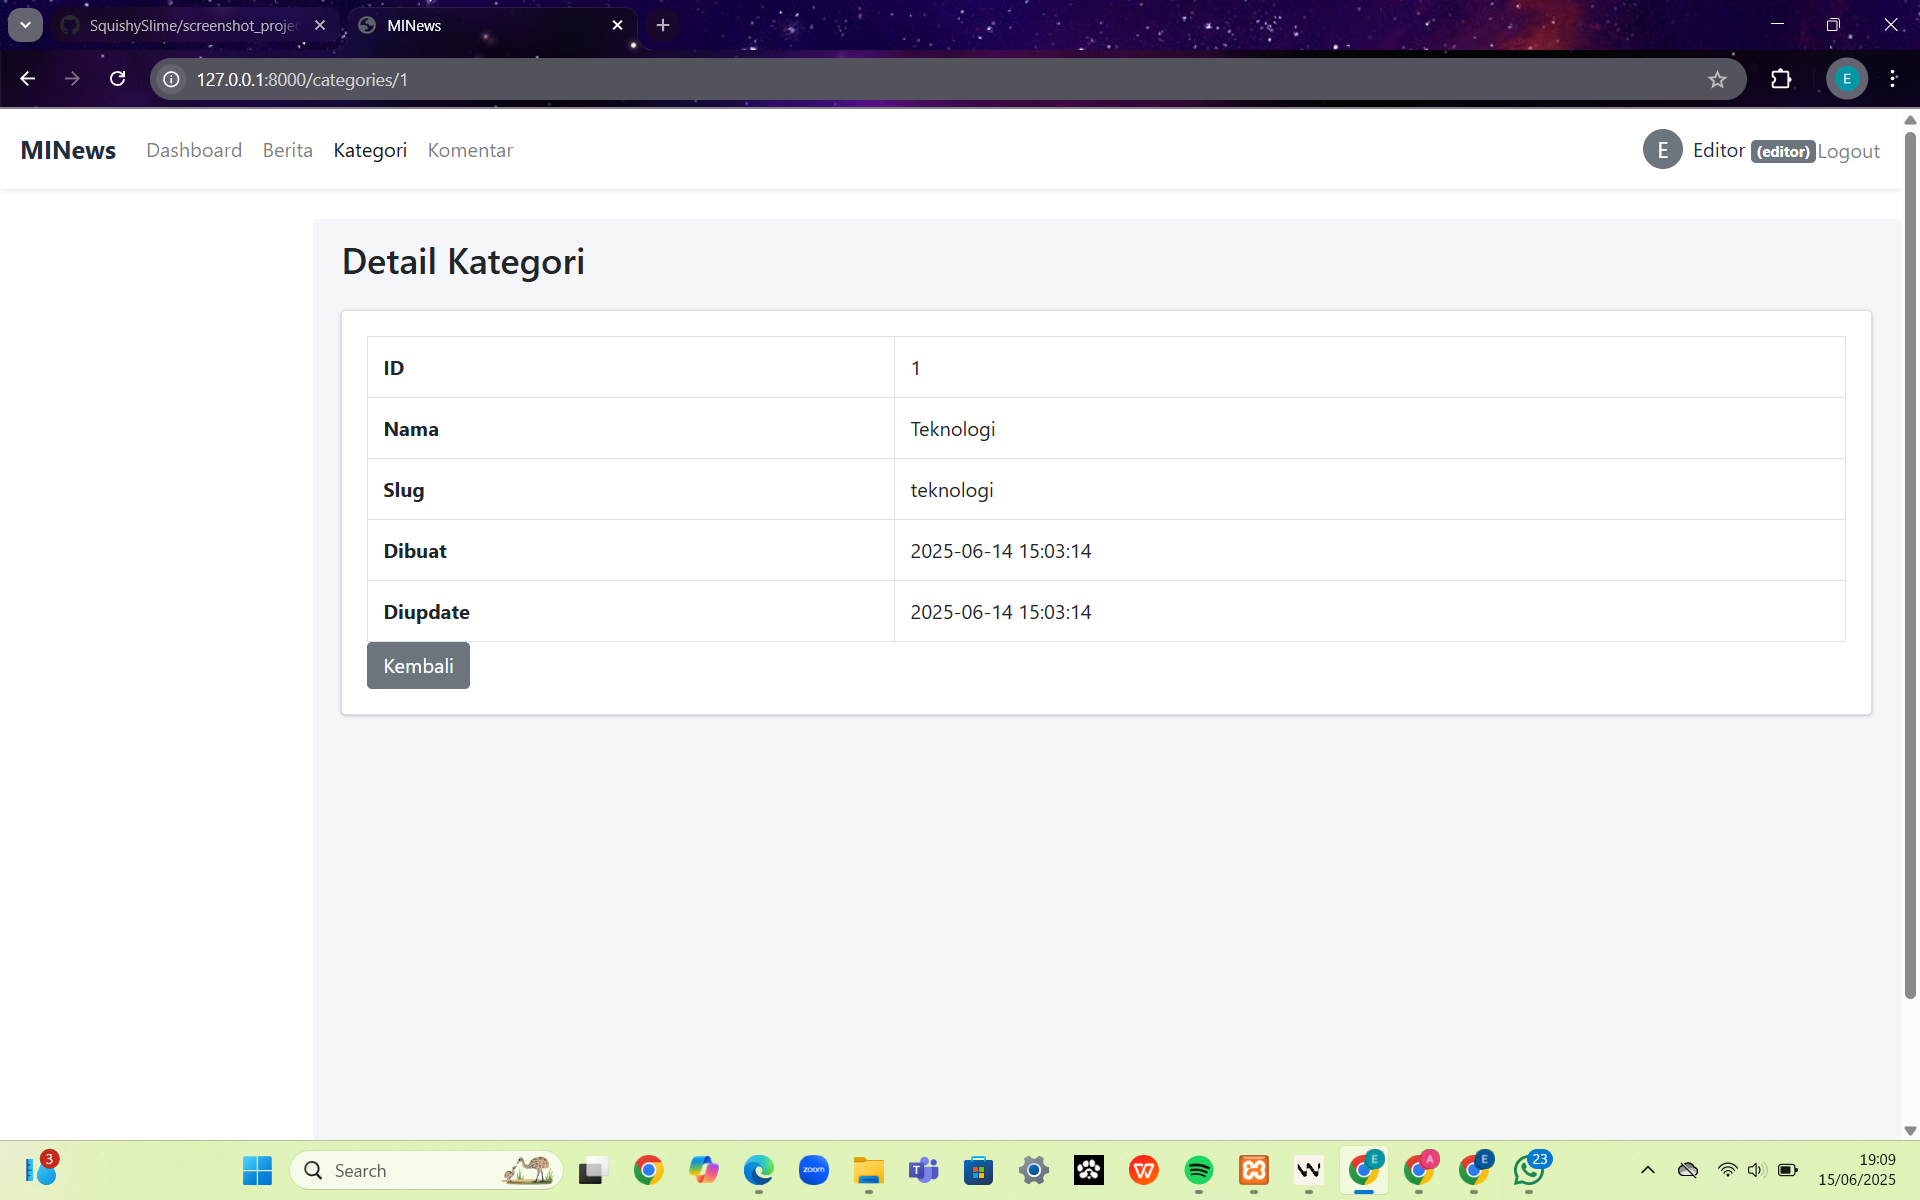 SquishySlime/screenshot_proje
MINews
127.0.0.1:8000/categories/1
E
MINews Dashboard Berita Kategori Komentar
E Editor (editor) Logout
Detail Kategori
ID 1
Nama Teknologi
Slug teknologi
Dibuat 2025-06-14 15:03:14
Diupdate 2025-06-14 15:03:14
Kembali
3
Search
zoom
T
W
E
A
E
23
19:09
15/06/2025